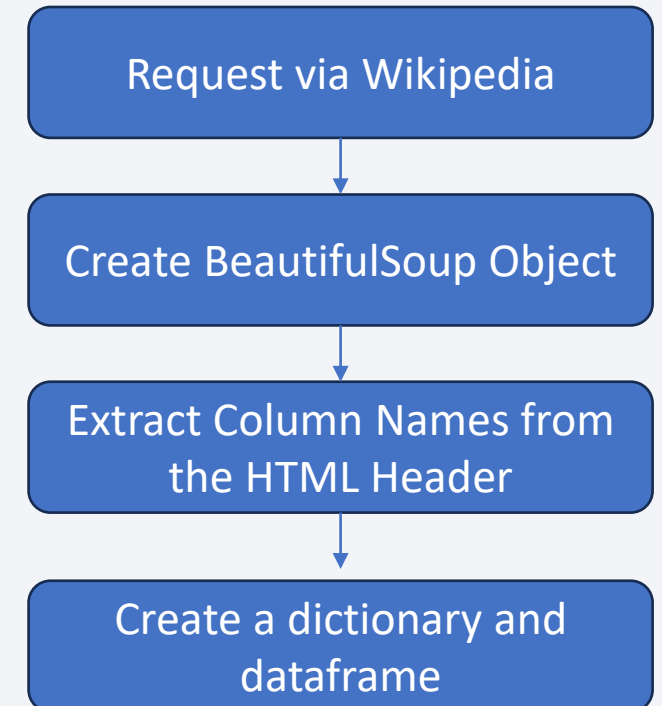 Request via Wikipedia
Create BeautifulSoup Object
Extract Column Names from
the HTML Header
Create a dictionary and
dataframe